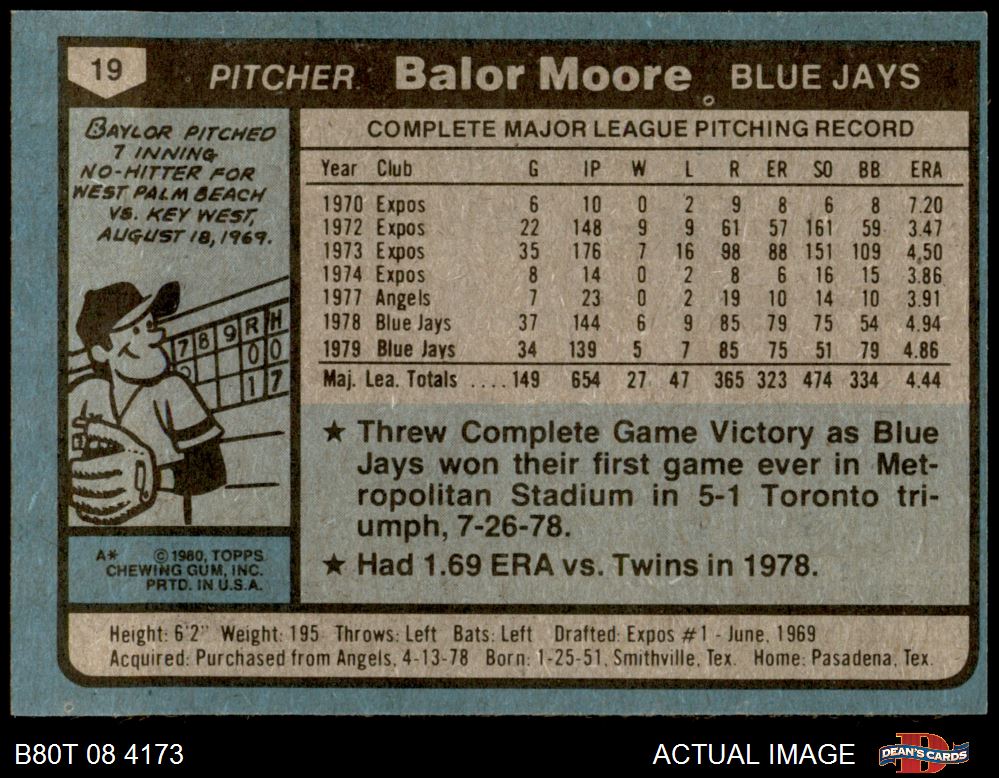 19 PITCHER Balor Moore BLUE JAYS
BAYLOR PITCHED
7 INNING
NO-HITTER FOR
WEST PALM BEACH
VS. KEY WEST,
AUGUST 18, 1969.
7 8 9 R H
0 0
1 7
A* © 1980, TOPPS
CHEWING GUM, INC.
PRTD. IN U.S.A.
COMPLETE MAJOR LEAGUE PITCHING RECORD
Year Club G IP W L R ER SO BB ERA
1970 Expos 6 10 0 2 9 8 6 8 7.20
1972 Expos 22 148 9 9 61 57 161 59 3.47
1973 Expos 35 176 7 16 98 88 151 109 4.50
1974 Expos 8 14 0 2 8 6 16 15 3.86
1977 Angels 7 23 0 2 19 10 14 10 3.91
1978 Blue Jays 37 144 6 9 85 79 75 54 4.94
1979 Blue Jays 34 139 5 7 85 75 51 79 4.86
Maj. Lea. Totals ....149 654 27 47 365 323 474 334 4.44
★ Threw Complete Game Victory as Blue
Jays won their first game ever in Met-
ropolitan Stadium in 5-1 Toronto tri-
umph, 7-26-78.
★ Had 1.69 ERA vs. Twins in 1978.
Height: 6'2" Weight: 195 Throws: Left Bats: Left Drafted: Expos #1 - June, 1969
Acquired: Purchased from Angels, 4-13-78 Born: 1-25-51, Smithville, Tex. Home: Pasadena, Tex.
B80T 08 4173 ACTUAL IMAGE D DEAN'S CARDS